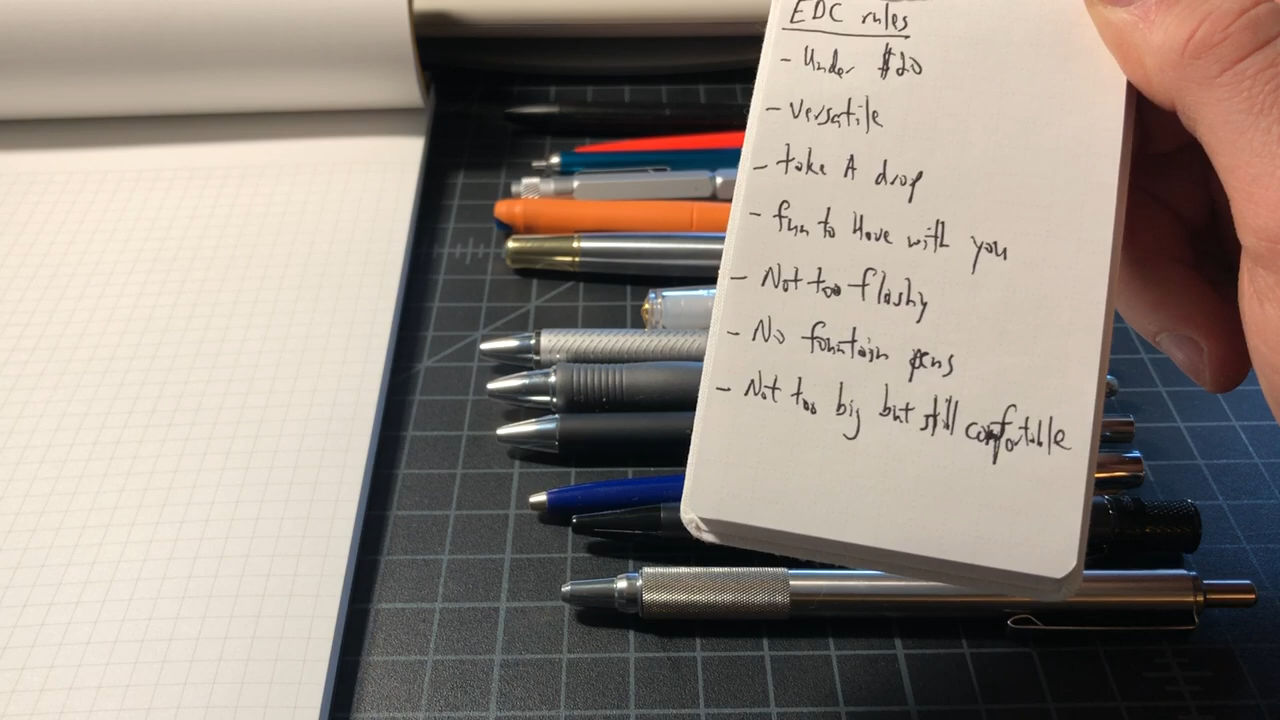 EDC rules
- Under $20
- Versatile
- take A drop
- fun to Have with you
- Not too flashy
- No fountain pens
- Not too big but still comfortable